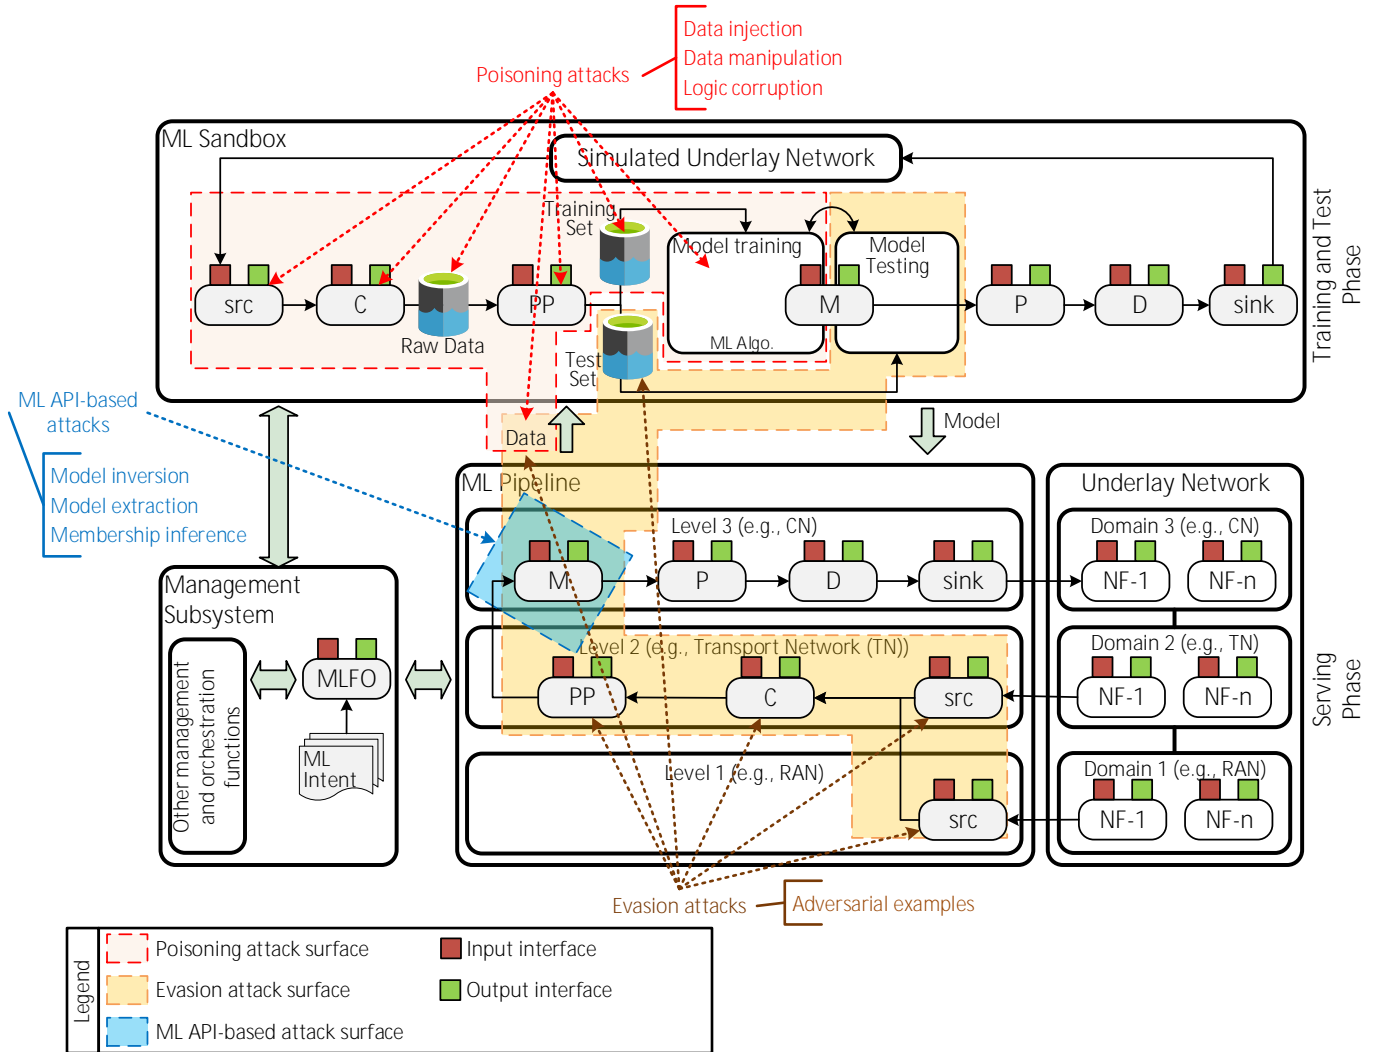 Data injection
Data manipulation
Logic corruption
Poisoning attacks
ML Sandbox
Simulated Underlay Network
Training
Set
Model training
Model
Testing
src
C
PP
M
P
D
sink
Raw Data
ML Algo.
Test
Set
Training and Test
Phase
ML API-based
attacks
Model inversion
Model extraction
Membership inference
Data
Model
ML Pipeline
Underlay Network
Level 3 (e.g., CN)
M
P
D
sink
Domain 3 (e.g., CN)
NF-1
NF-n
Management
Subsystem
Other management
and orchestration
functions
MLFO
ML
Intent
Level 2 (e.g., Transport Network (TN))
PP
C
src
Domain 2 (e.g., TN)
NF-1
NF-n
Level 1 (e.g., RAN)
src
Domain 1 (e.g., RAN)
NF-1
NF-n
Serving
Phase
Evasion attacks
Adversarial examples
Legend
Poisoning attack surface
Input interface
Evasion attack surface
Output interface
ML API-based attack surface